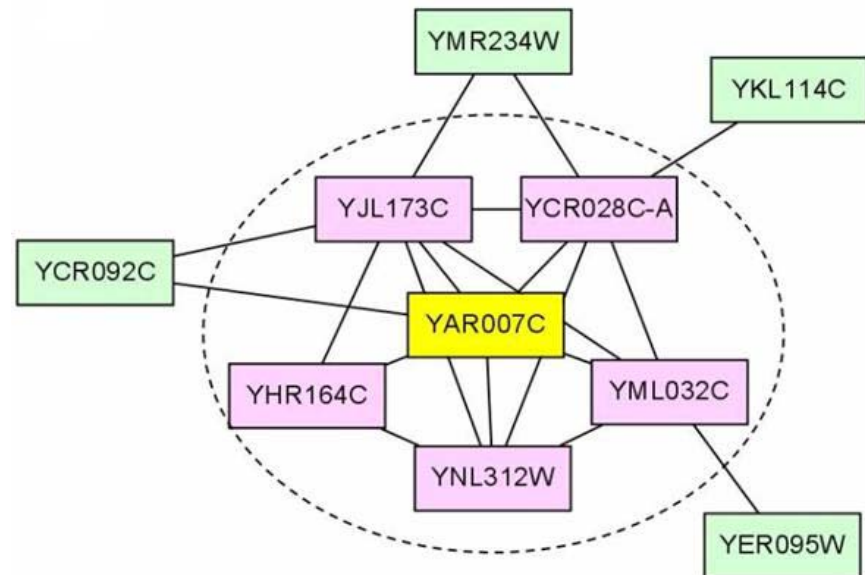 YMR234W
YKL114C
YJL173C
YCR028C-A
YCR092C
YAR007C
YHR164C
YML032C
YNL312W
YER095W